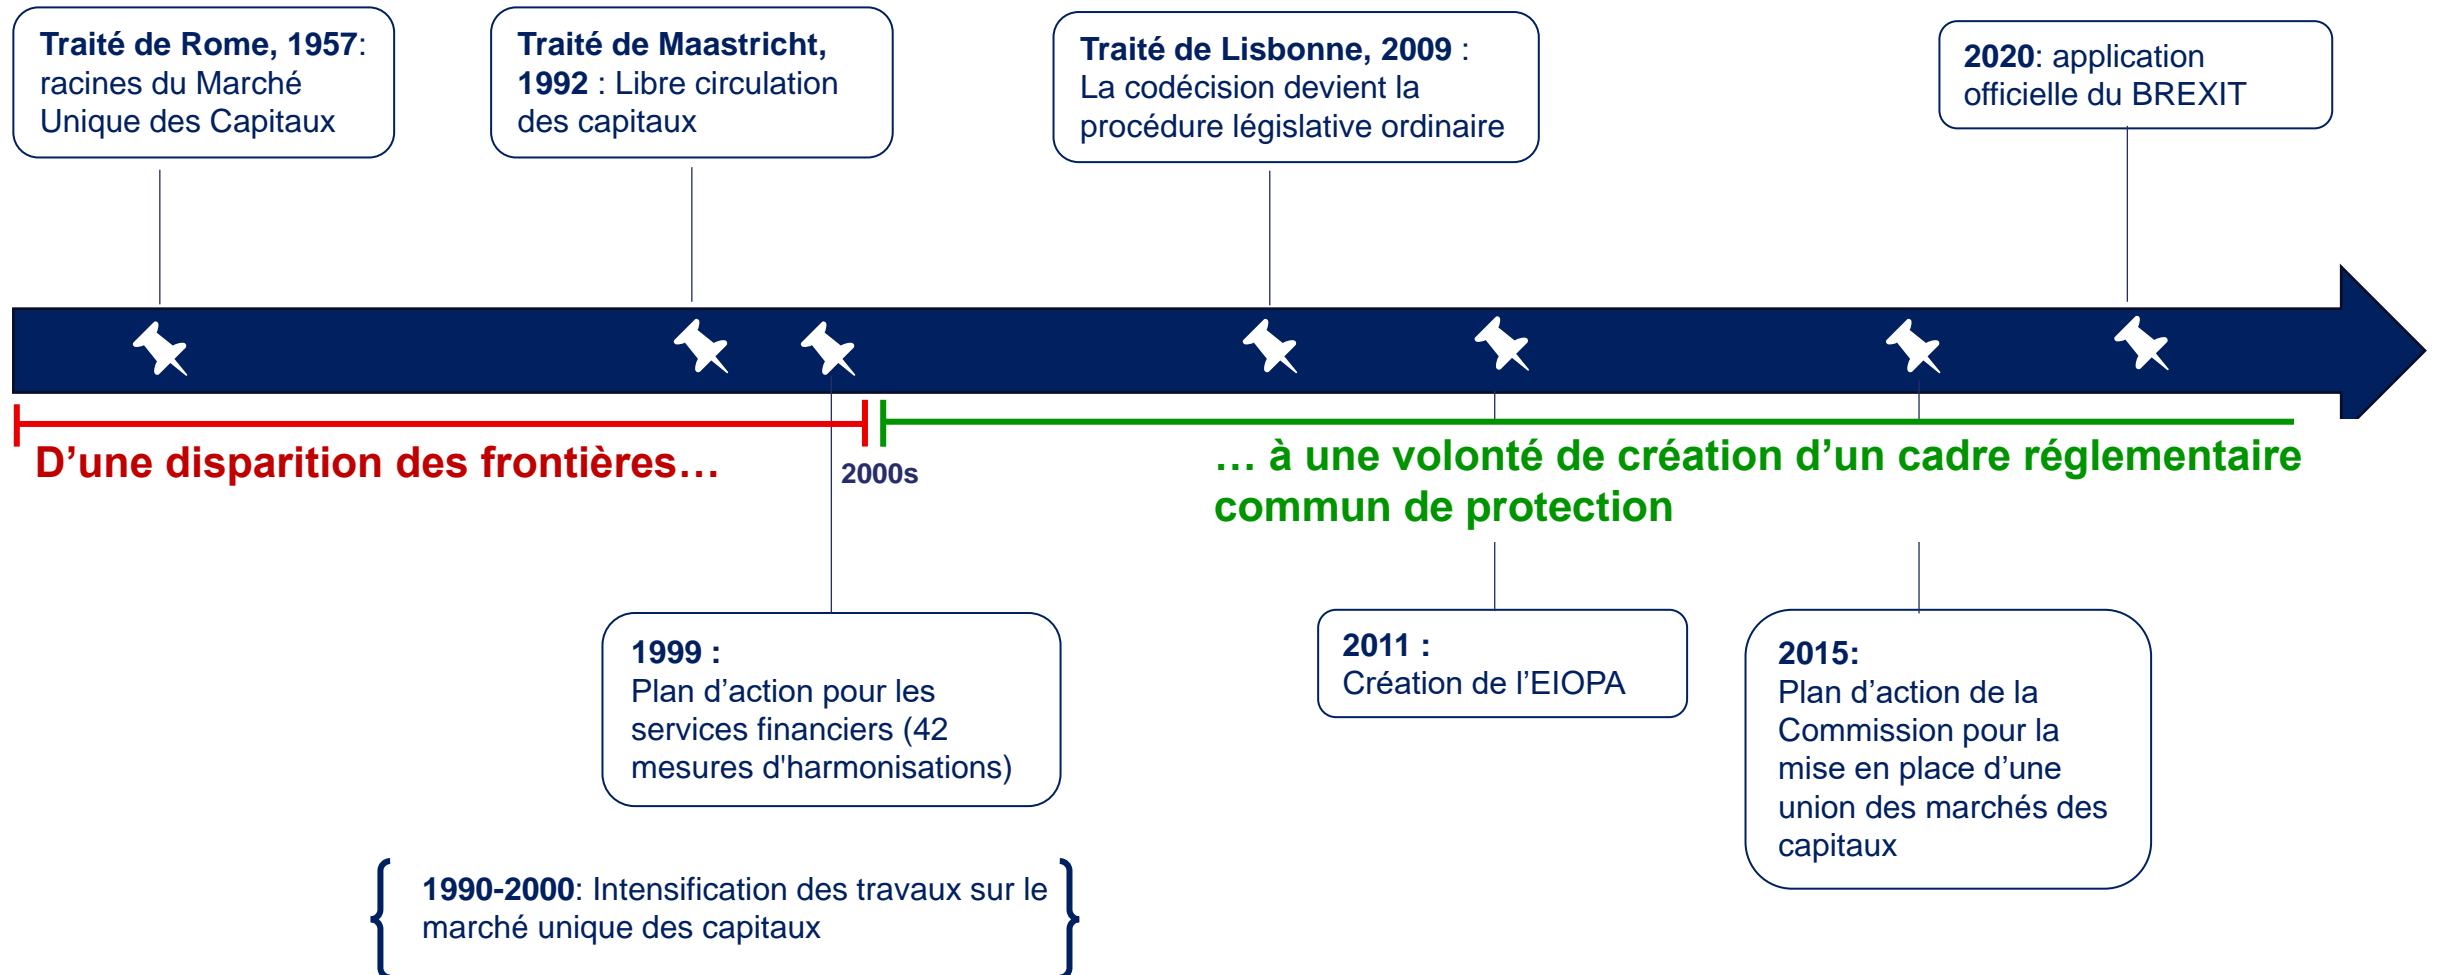 Traité de Rome, 1957:
racines du Marché
Unique des Capitaux
Traité de Maastricht,
1992 : Libre circulation
des capitaux
Traité de Lisbonne, 2009 :
La codécision devient la
procédure législative ordinaire
2020: application
officielle du BREXIT
D’une disparition des frontières…
2000s
… à une volonté de création d’un cadre réglementaire
commun de protection
1999 :
Plan d’action pour les
services financiers (42
mesures d'harmonisations)
2011 :
Création de l’EIOPA
2015:
Plan d’action de la
Commission pour la
mise en place d’une
union des marchés des
capitaux
1990-2000: Intensification des travaux sur le
marché unique des capitaux